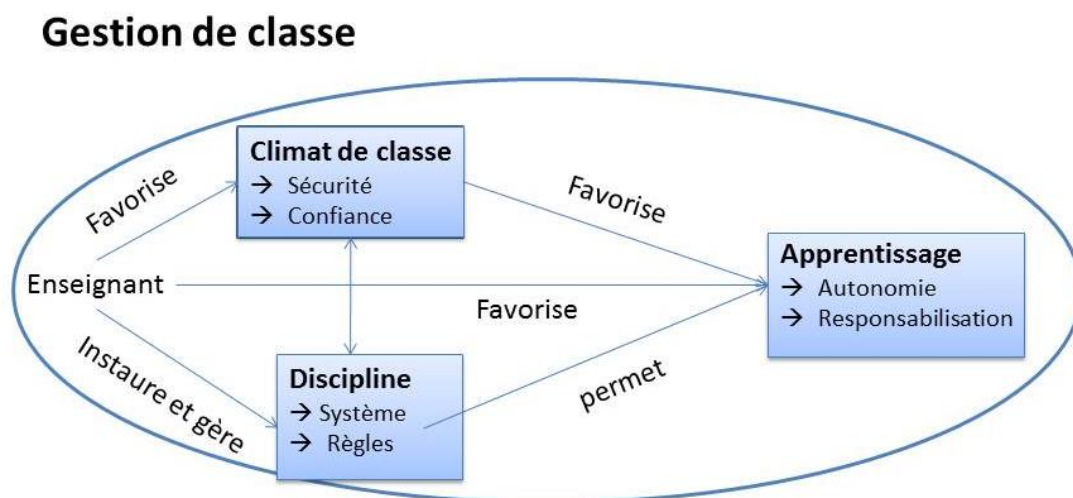 Gestion de classe
Climat de classe
→ Sécurité
→ Confiance
Favorise
Favorise
Enseignant
Favorise
Apprentissage
→ Autonomie
→ Responsabilisation
Instaure et gère
Discipline
→ Système
→ Règles
permet